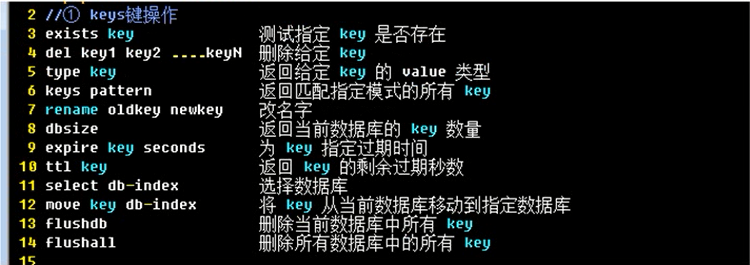 2 //① keys键操作
3 exists key 测试指定 key 是否存在
4 del key1 key2 ....keyN 删除给定 key
5 type key 返回给定 key 的 value 类型
6 keys pattern 返回匹配指定模式的所有 key
7 rename oldkey newkey 改名字
8 dbsize 返回当前数据库的 key 数量
9 expire key seconds 为 key 指定过期时间
10 ttl key 返回 key 的剩余过期秒数
11 select db-index 选择数据库
12 move key db-index 将 key 从当前数据库移动到指定数据库
13 flushdb 删除当前数据库中所有 key
14 flushall 删除所有数据库中的所有 key
15